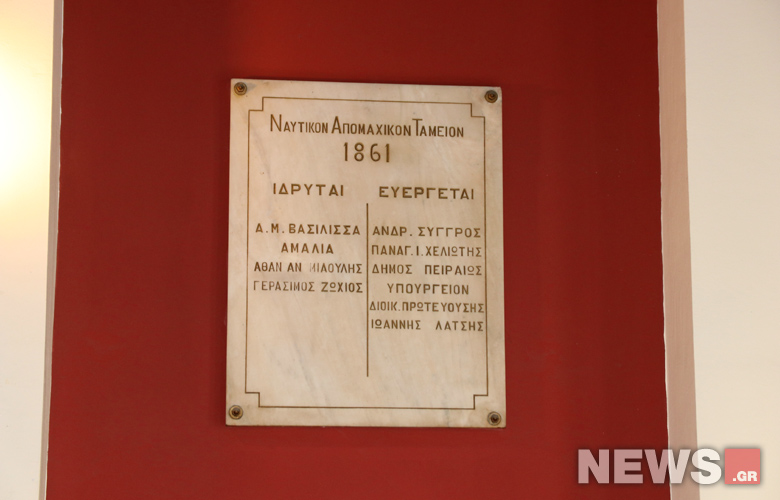 ΝΑΥΤΙΚΟΝ ΑΠΟΜΑΧΙΚΟΝ ΤΑΜΕΙΟΝ
1861
ΙΔΡΥΤΑΙ
Α.Μ. ΒΑΣΙΛΙΣΣΑ
ΑΜΑΛΙΑ
ΑΘΑΝ ΑΝ ΜΙΑΟΥΛΗΣ
ΓΕΡΑΣΙΜΟΣ ΖΩΧΙΟΣ
ΕΥΕΡΓΕΤΑΙ
ΑΝΔΡ. ΣΥΓΓΡΟΣ
ΠΑΝΑΓ. Ι. ΧΕΛΙΩΤΗΣ
ΔΗΜΟΣ ΠΕΙΡΑΙΩΣ
ΥΠΟΥΡΓΕΙΟΝ
ΔΙΟΙΚ. ΠΡΩΤΕΥΟΥΣΗΣ
ΙΩΑΝΝΗΣ ΛΑΤΣΗΣ
NEWS.GR